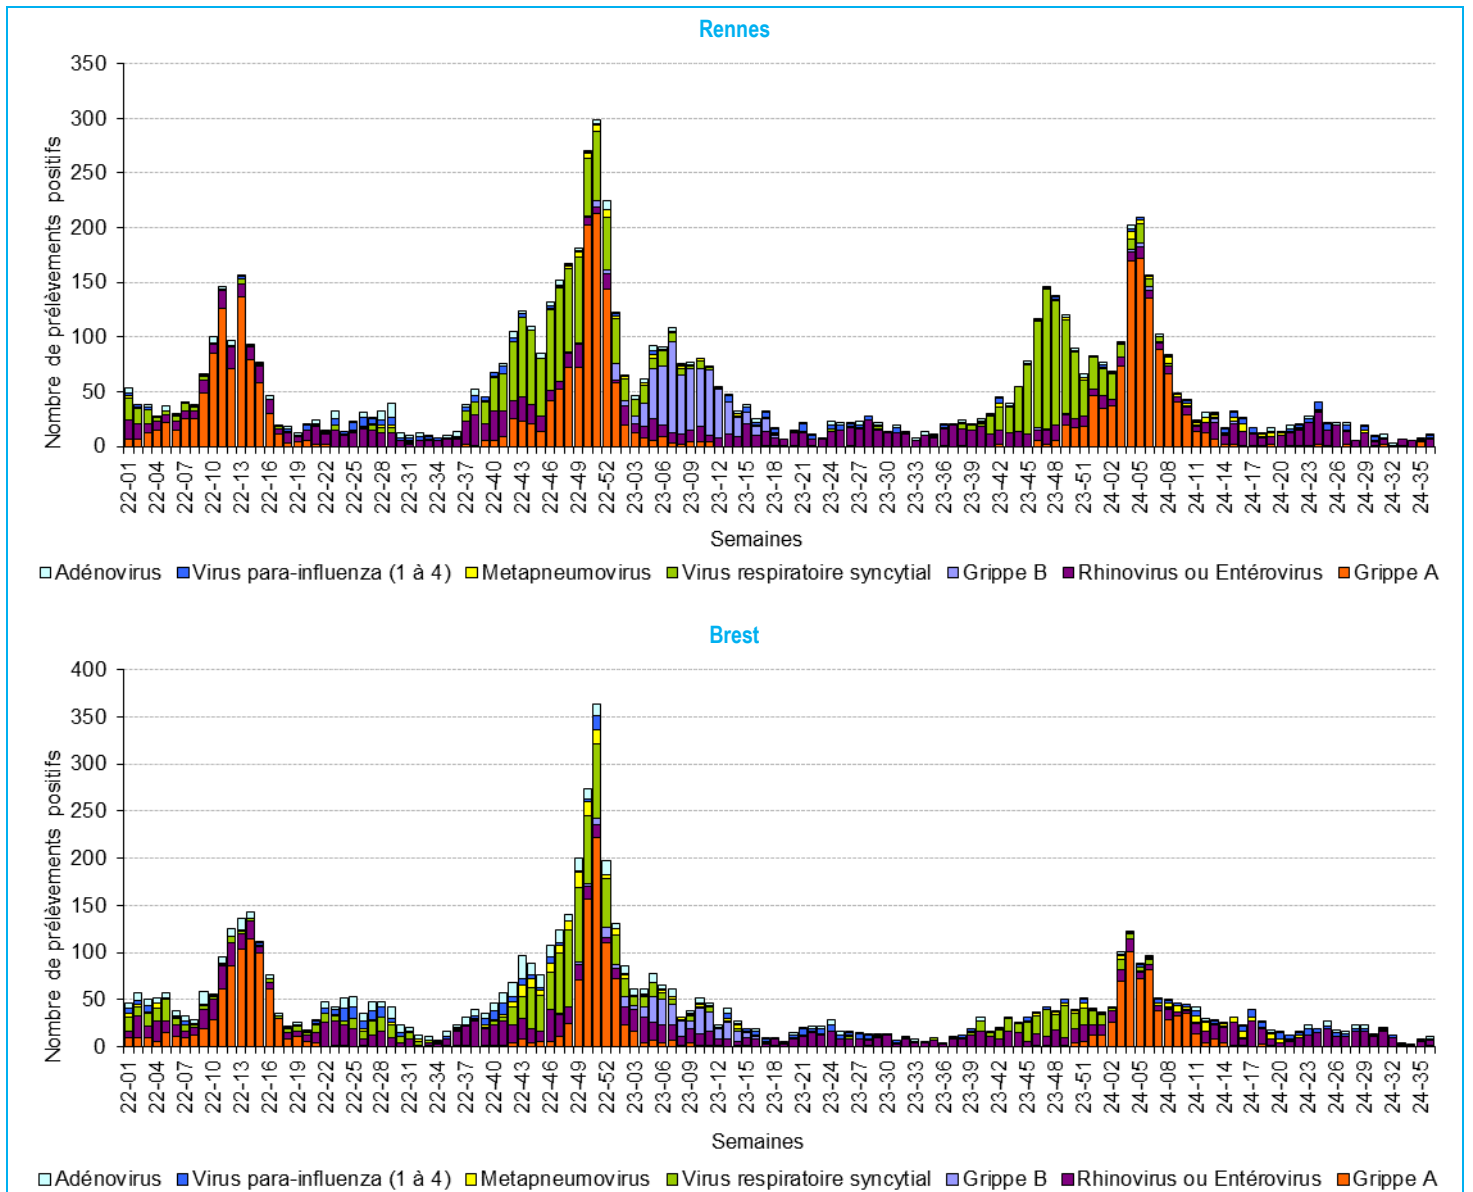 Rennes
Nombre de prélèvements positifs
350
300
250
200
150
100
50
0
22-01 22-04 22-07 22-10 22-13 22-16 22-19 22-22 22-25 22-28 22-31 22-34 22-37 22-40 22-43 22-46 22-49 22-52 23-03 23-06 23-09 23-12 23-15 23-18 23-21 23-24 23-27 23-30 23-33 23-36 23-39 23-42 23-45 23-48 23-51 24-02 24-05 24-08 24-11 24-14 24-17 24-20 24-23 24-26 24-29 24-32 24-35
Semaines
Adénovirus Virus para-influenza (1 à 4) Metapneumovirus Virus respiratoire syncytial Grippe B Rhinovirus ou Entérovirus Grippe A
Brest
Nombre de prélèvements positifs
400
350
300
250
200
150
100
50
0
22-01 22-04 22-07 22-10 22-13 22-16 22-19 22-22 22-25 22-28 22-31 22-34 22-37 22-40 22-43 22-46 22-49 22-52 23-03 23-06 23-09 23-12 23-15 23-18 23-21 23-24 23-27 23-30 23-33 23-36 23-39 23-42 23-45 23-48 23-51 24-02 24-05 24-08 24-11 24-14 24-17 24-20 24-23 24-26 24-29 24-32 24-35
Semaines
Adénovirus Virus para-influenza (1 à 4) Metapneumovirus Virus respiratoire syncytial Grippe B Rhinovirus ou Entérovirus Grippe A